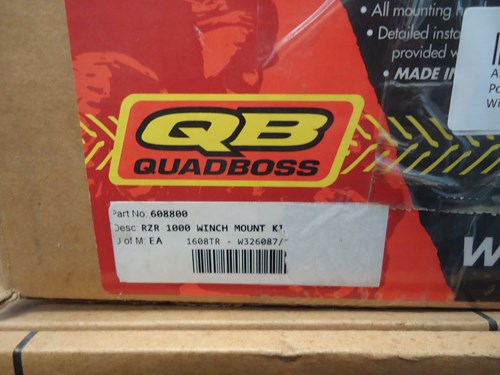 • All mounting
• Detailed
provided
• MADE
QB
QUADBOSS
Part No: 608800
Desc: RZR 1000 WINCH MOUNT
U of M: EA 1608TR - W326087/
W